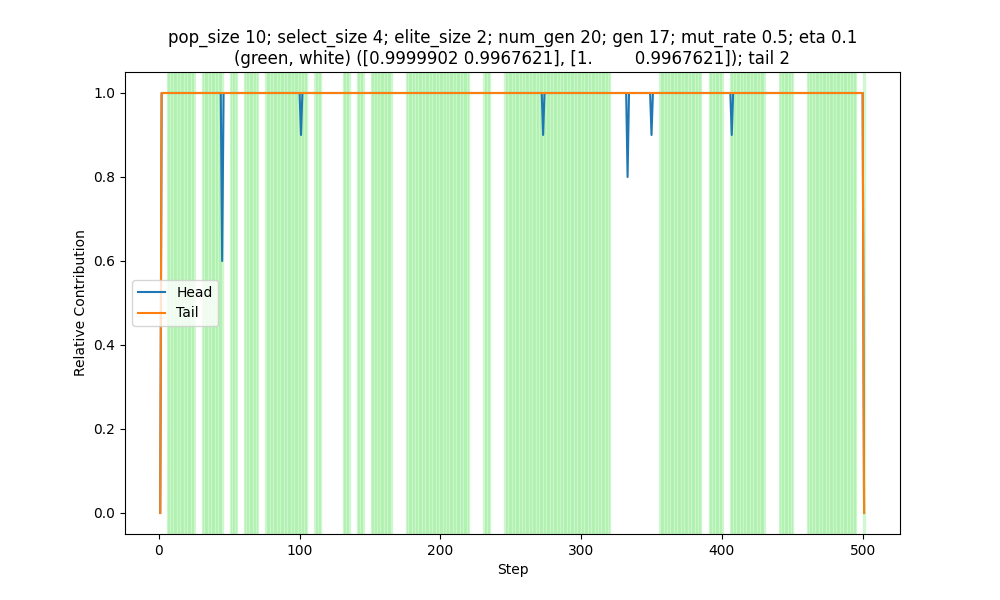 pop_size 10; select_size 4; elite_size 2; num_gen 20; gen 17; mut_rate 0.5; eta 0.1
(green, white) ([0.9999902 0.9967621], [1.        0.9967621]); tail 2
1.0
0.8
0.6
0.4
0.2
0.0
Relative Contribution
Head
Tail
0 100 200 300 400 500
Step